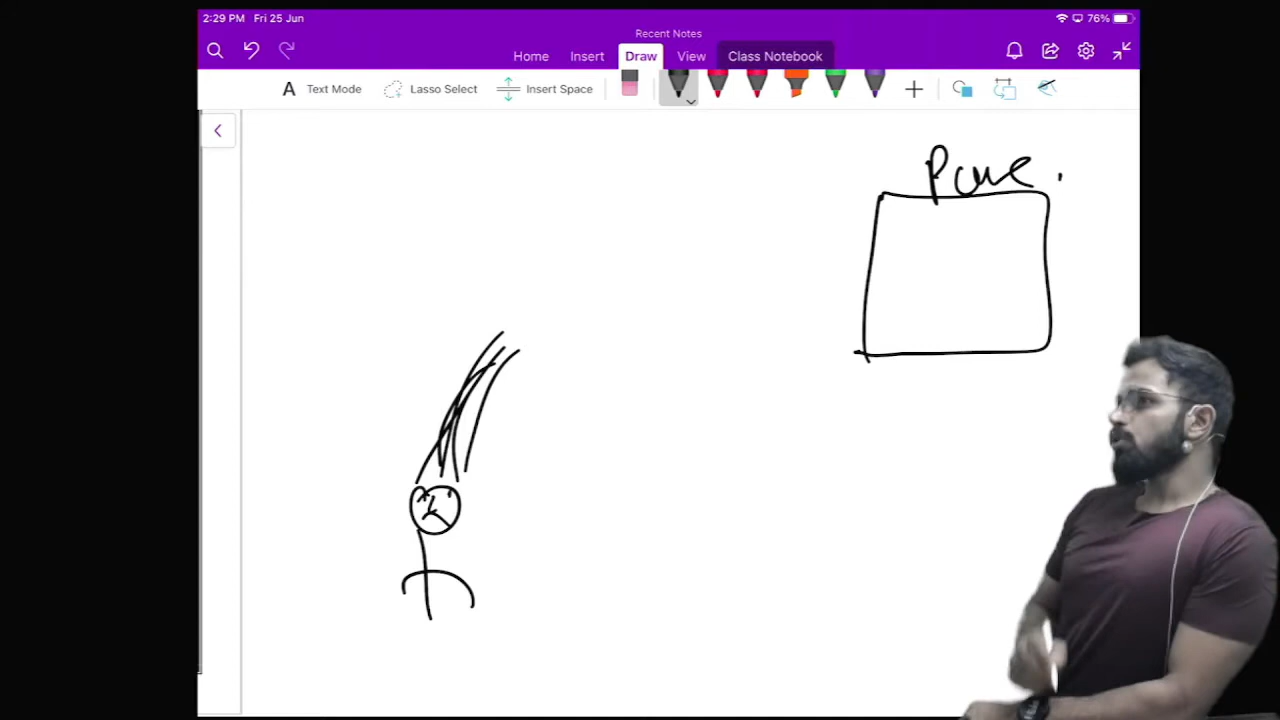 2:29 PM Fri 25 Jun 76%
Recent Notes
Home Insert Draw View Class Notebook
A Text Mode Lasso Select Insert Space